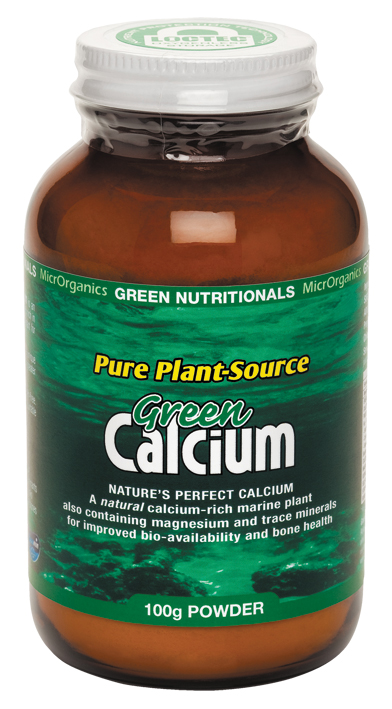 LOCTEC
MicrOrganics GREEN NUTRITIONALS MicrOrganics
Pure Plant-Source
Green
Calcium
NATURE'S PERFECT CALCIUM
A natural calcium-rich marine plant
also containing magnesium and trace minerals
for improved bio-availability and bone health
100g POWDER